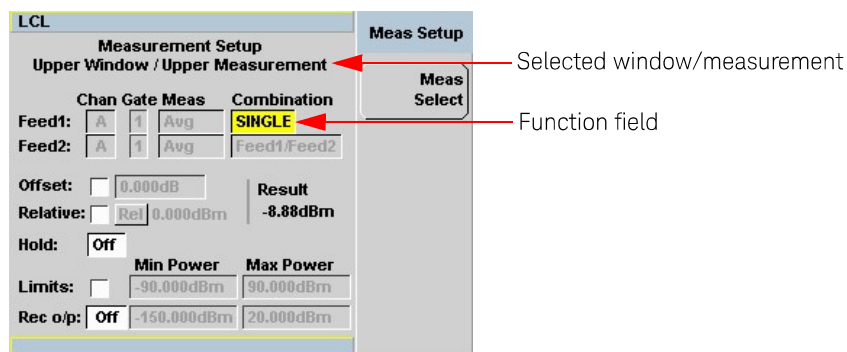 LCL
Meas Setup
Measurement Setup
Upper Window / Upper Measurement
Selected window/measurement
Meas
Select
Chan Gate Meas Combination
Feed1: A 1 Avg SINGLE
Function field
Feed2: A 1 Avg Feed1/Feed2
Offset: 0.000dB
Result
Relative: Rel 0.000dBm -8.88dBm
Hold: Off
Min Power Max Power
Limits: -90.000dBm 90.000dBm
Rec o/p: Off -150.000dBm 20.000dBm